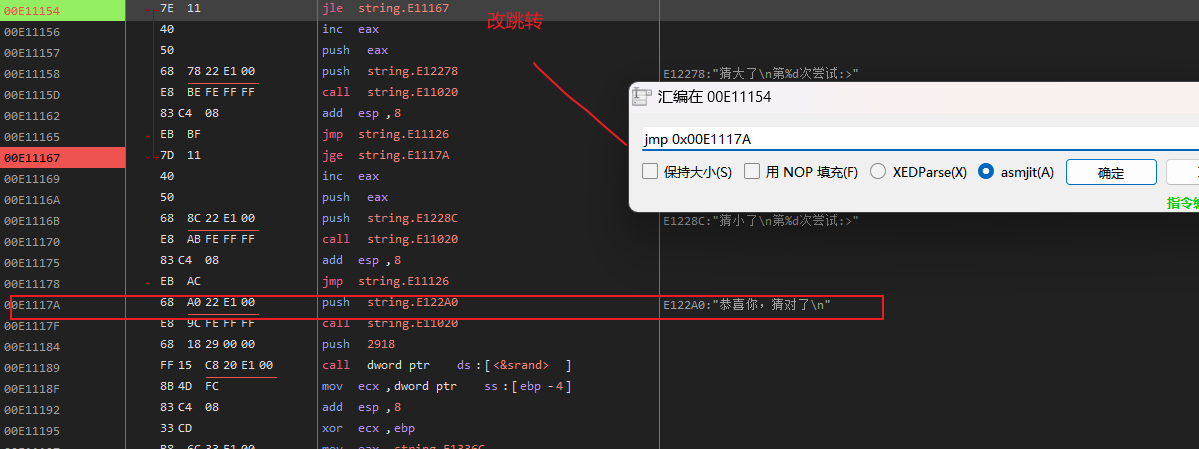 00E11154 7E 11 jle string.E11167
改跳转
00E11156 40 inc eax
00E11157 50 push eax
00E11158 68 78 22 E1 00 push string.E12278 E12278:"猜大了\n第%d次尝试:>"
00E1115D E8 BE FE FF FF call string.E11020
汇编在 00E11154
00E11162 83 C4 08 add esp,8
00E11165 EB BF jmp string.E11126
jmp 0x00E1117A
00E11167 7D 11 jge string.E1117A
00E11169 40 inc eax
保持大小(S) 用 NOP 填充(F) XEDParse(X) asmjit(A) 确定
00E1116A 50 push eax
指令
00E1116B 68 8C 22 E1 00 push string.E1228C E1228C:"猜小了\n第%d次尝试:>"
00E11170 E8 AB FE FF FF call string.E11020
00E11175 83 C4 08 add esp,8
00E11178 EB AC jmp string.E11126
00E1117A 68 A0 22 E1 00 push string.E122A0 E122A0:"恭喜你，猜对了\n"
00E1117F E8 9C FE FF FF call string.E11020
00E11184 68 18 29 00 00 push 2918
00E11189 FF 15 C8 20 E1 00 call dword ptr ds:[<&srand>]
00E1118F 8B 4D FC mov ecx,dword ptr ss:[ebp-4]
00E11192 83 C4 08 add esp,8
00E11195 33 CD xor ecx,ebp